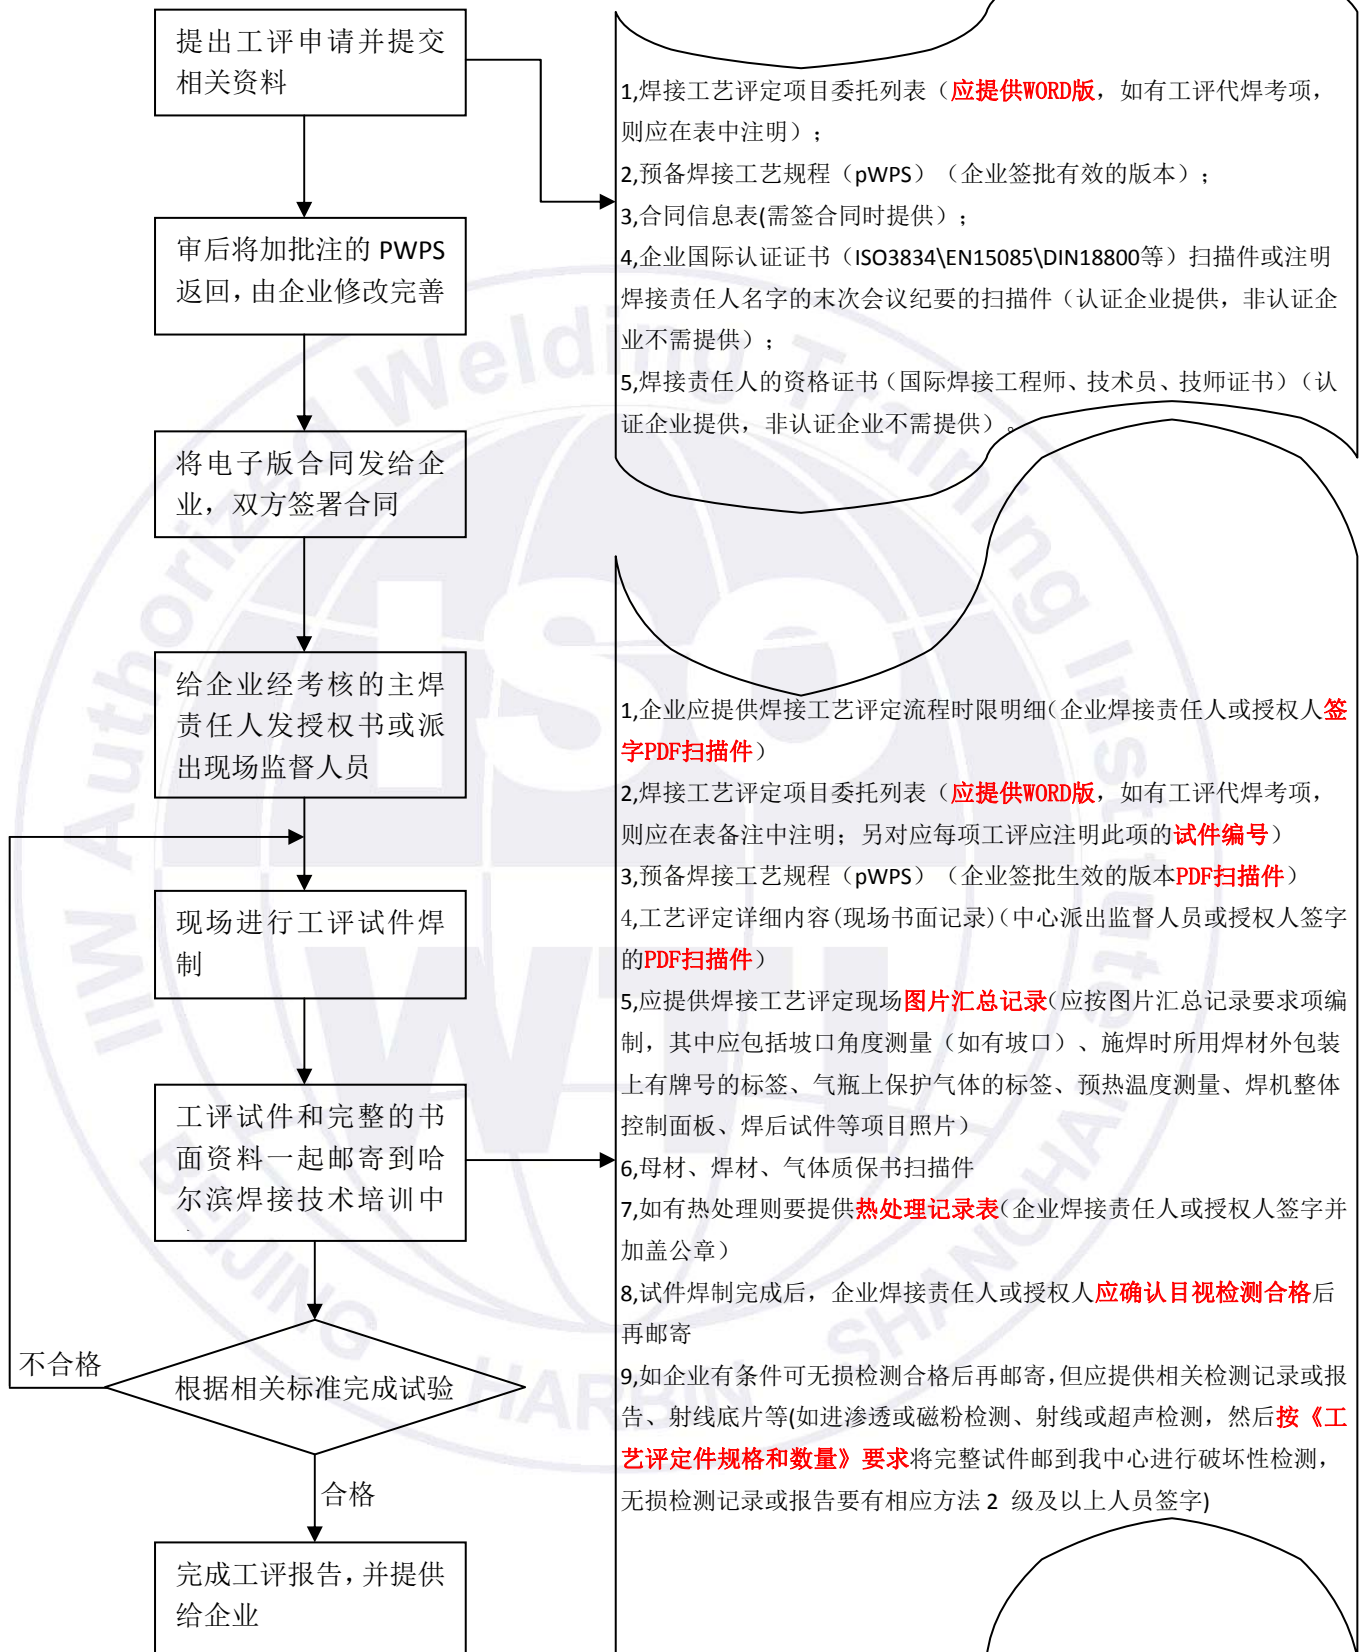 提出工评申请并提交
相关资料
审后将加批注的 PWPS
返回，由企业修改完善
将电子版合同发给企
业，双方签署合同
给企业经考核的主焊
责任人发授权书或派
出现场监督人员
现场进行工评试件焊
制
工评试件和完整的书
面资料一起邮寄到哈
尔滨焊接技术培训中
不合格
根据相关标准完成试验
合格
完成工评报告，并提供
给企业
1,焊接工艺评定项目委托列表（应提供WORD版，如有工评代焊考项，
则应在表中注明）；
2,预备焊接工艺规程（pWPS）（企业签批有效的版本）；
3,合同信息表(需签合同时提供）；
4,企业国际认证证书（ISO3834\EN15085\DIN18800等）扫描件或注明
焊接责任人名字的末次会议纪要的扫描件（认证企业提供，非认证企
业不需提供）；
5,焊接责任人的资格证书（国际焊接工程师、技术员、技师证书）（认
证企业提供，非认证企业不需提供）。
1,企业应提供焊接工艺评定流程时限明细（企业焊接责任人或授权人签
字PDF扫描件）
2,焊接工艺评定项目委托列表（应提供WORD版，如有工评代焊考项，
则应在表备注中注明；另对应每项工评应注明此项的试件编号）
3,预备焊接工艺规程（pWPS）（企业签批生效的版本PDF扫描件）
4,工艺评定详细内容(现场书面记录)（中心派出监督人员或授权人签字
的PDF扫描件）
5,应提供焊接工艺评定现场图片汇总记录（应按图片汇总记录要求项编
制，其中应包括坡口角度测量（如有坡口）、施焊时所用焊材外包装
上有牌号的标签、气瓶上保护气体的标签、预热温度测量、焊机整体
控制面板、焊后试件等项目照片）
6,母材、焊材、气体质保书扫描件
7,如有热处理则要提供热处理记录表（企业焊接责任人或授权人签字并
加盖公章）
8,试件焊制完成后，企业焊接责任人或授权人应确认目视检测合格后
再邮寄
9,如企业有条件可无损检测合格后再邮寄，但应提供相关检测记录或报
告、射线底片等(如进渗透或磁粉检测、射线或超声检测，然后按《工
艺评定件规格和数量》要求将完整试件邮到我中心进行破坏性检测，
无损检测记录或报告要有相应方法 2 级及以上人员签字)
IIW Authorized Welding Training Institute
ISO
WTI
BEIJING HARBIN SHANGHAI